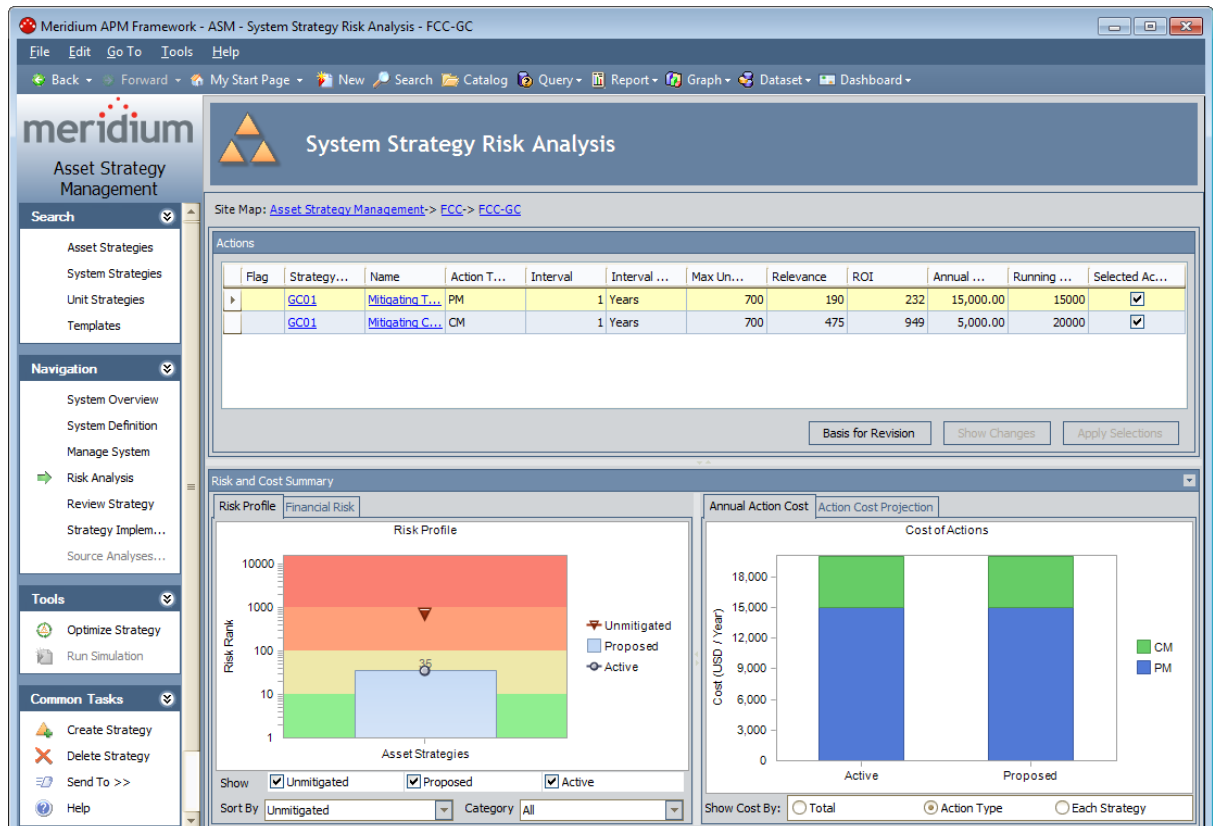 Meridium APM Framework - ASM - System Strategy Risk Analysis - FCC-GC
File Edit Go To Tools Help
Back Forward My Start Page New Search Catalog Query Report Graph Dataset Dashboard
meridium
Asset Strategy
Management
Search
Asset Strategies
System Strategies
Unit Strategies
Templates
Navigation
System Overview
System Definition
Manage System
Risk Analysis
Review Strategy
Strategy Implem...
Source Analyses...
Tools
Optimize Strategy
Run Simulation
Common Tasks
Create Strategy
Delete Strategy
Send To >>
Help
System Strategy Risk Analysis
Site Map: Asset Strategy Management-> FCC-> FCC-GC
Actions
Flag Strategy... Name Action T... Interval Interval ... Max Un... Relevance ROI Annual ... Running ... Selected Ac...
GC01 Mitigating T... PM 1 Years 700 190 232 15,000.00 15000
GC01 Mitigating C... CM 1 Years 700 475 949 5,000.00 20000
Basis for Revision Show Changes Apply Selections
Risk and Cost Summary
Risk Profile Financial Risk
Risk Profile
10000
1000
100
10
1
Risk Rank
35
Asset Strategies
Unmitigated
Proposed
Active
Show Unmitigated Proposed Active
Sort By Unmitigated Category All
Annual Action Cost Action Cost Projection
Cost of Actions
18,000
15,000
12,000
9,000
6,000
3,000
0
Cost (USD / Year)
Active Proposed
CM
PM
Show Cost By: Total Action Type Each Strategy